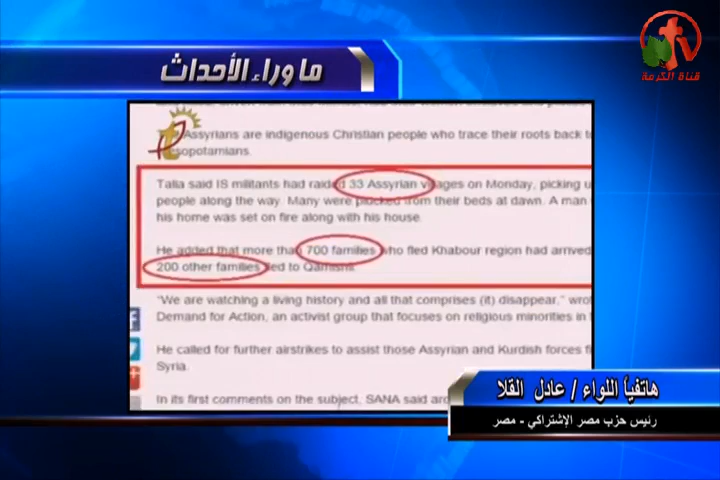 ما وراء الأحداث
tv
قناة الكرمة
Assyrians are indigenous Christian people who trace their roots back to
sopotamians.
Talia said IS militants had raided 33 Assyrian villages on Monday, picking u
people along the way. Many were plucked from their beds at dawn. A man
his home was set on fire along with his house.
He added that more than 700 families who fled Khabour region had arrived
200 other families fled to Qamishli.
"We are watching a living history and all that comprises (it) disappear," wro
Demand for Action, an activist group that focuses on religious minorities in
He called for further airstrikes to assist those Assyrian and Kurdish forces fi
Syria.
In its first comments on the subject, SANA said aro
هاتفياً اللواء / عادل القلا
رئيس حزب مصر الإشتراكي - مصر